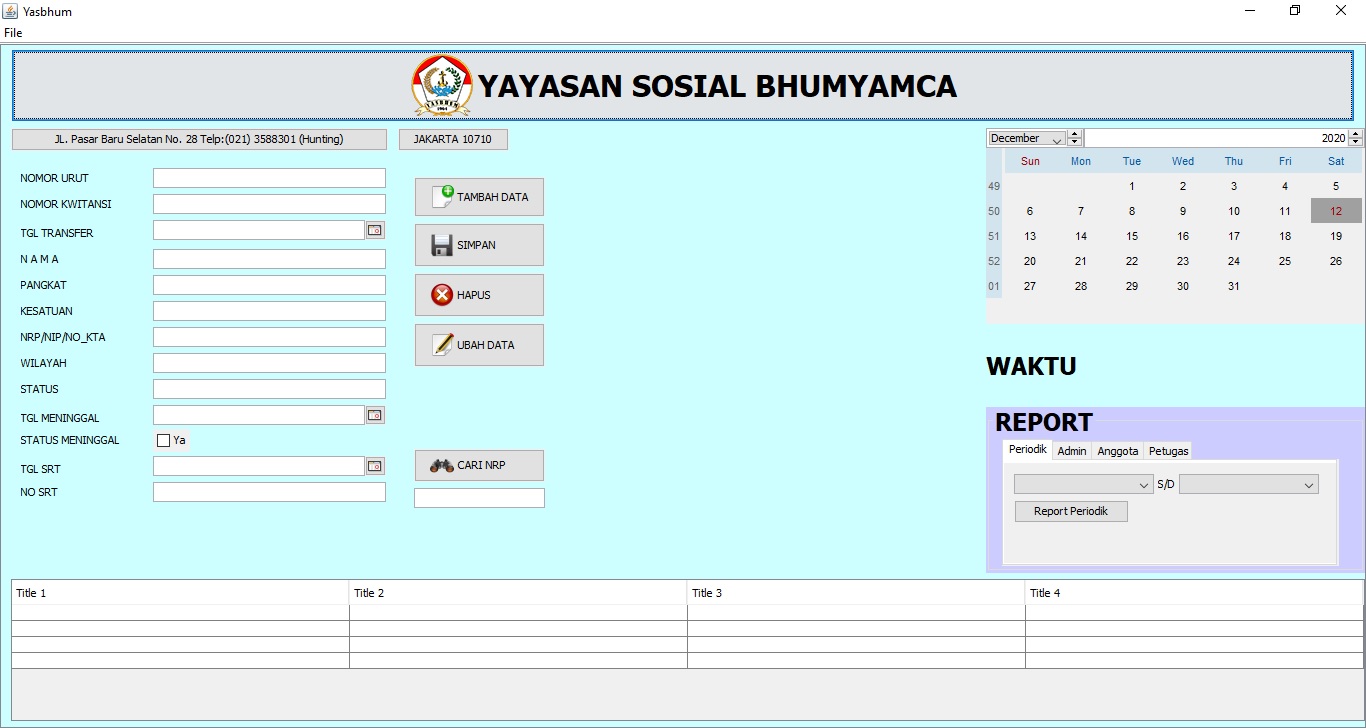 Yasbhum
File
YASBHUM
1964
YAYASAN SOSIAL BHUMYAMCA
JL. Pasar Baru Selatan No. 28 Telp:(021) 3588301 (Hunting)
JAKARTA 10710
NOMOR URUT
NOMOR KWITANSI
TGL TRANSFER
N A M A
PANGKAT
KESATUAN
NRP/NIP/NO_KTA
WILAYAH
STATUS
TGL MENINGGAL
STATUS MENINGGAL
Ya
TGL SRT
NO SRT
TAMBAH DATA
SIMPAN
HAPUS
UBAH DATA
CARI NRP
December 2020
Sun Mon Tue Wed Thu Fri Sat
49 1 2 3 4 5
50 6 7 8 9 10 11 12
51 13 14 15 16 17 18 19
52 20 21 22 23 24 25 26
01 27 28 29 30 31
WAKTU
REPORT
Periodik Admin Anggota Petugas
S/D
Report Periodik
Title 1 Title 2 Title 3 Title 4